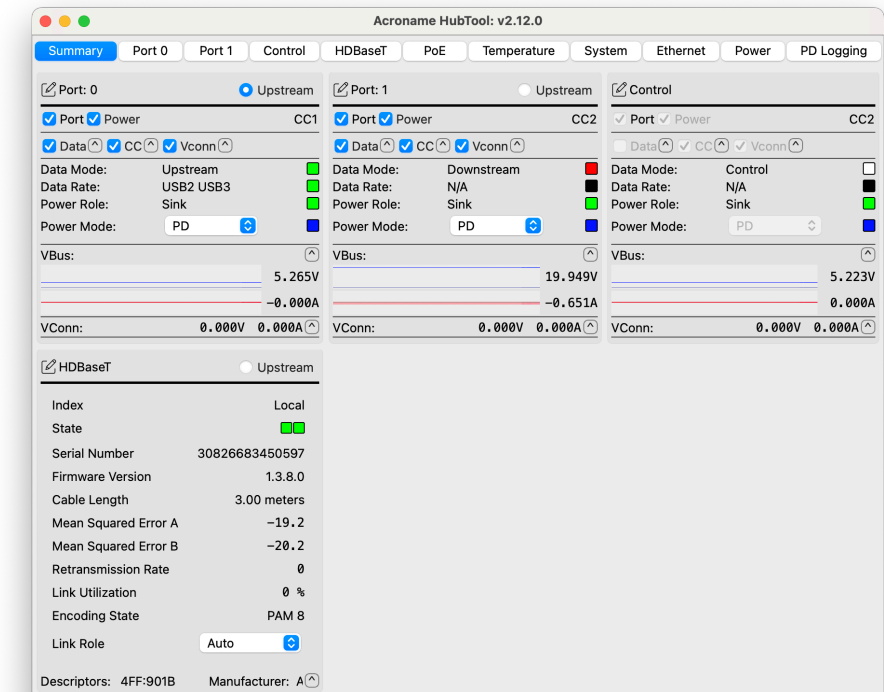 Acroname HubTool: v2.12.0
Summary Port 0 Port 1 Control HDBaseT PoE Temperature System Ethernet Power PD Logging
Port: 0 Upstream
Port Power CC1
Data CC Vconn
Data Mode: Upstream
Data Rate: USB2 USB3
Power Role: Sink
Power Mode: PD
VBus:
5.265V
-0.000A
VConn: 0.000V 0.000A
Port: 1 Upstream
Port Power CC2
Data CC Vconn
Data Mode: Downstream
Data Rate: N/A
Power Role: Sink
Power Mode: PD
VBus:
19.949V
-0.651A
VConn: 0.000V 0.000A
Control
Port Power CC2
Data CC Vconn
Data Mode: Control
Data Rate: N/A
Power Role: Sink
Power Mode: PD
VBus:
5.223V
0.000A
VConn: 0.000V 0.000A
HDBaseT Upstream
Index Local
State
Serial Number 30826683450597
Firmware Version 1.3.8.0
Cable Length 3.00 meters
Mean Squared Error A -19.2
Mean Squared Error B -20.2
Retransmission Rate 0
Link Utilization 0 %
Encoding State PAM 8
Link Role Auto
Descriptors: 4FF:901B Manufacturer: A